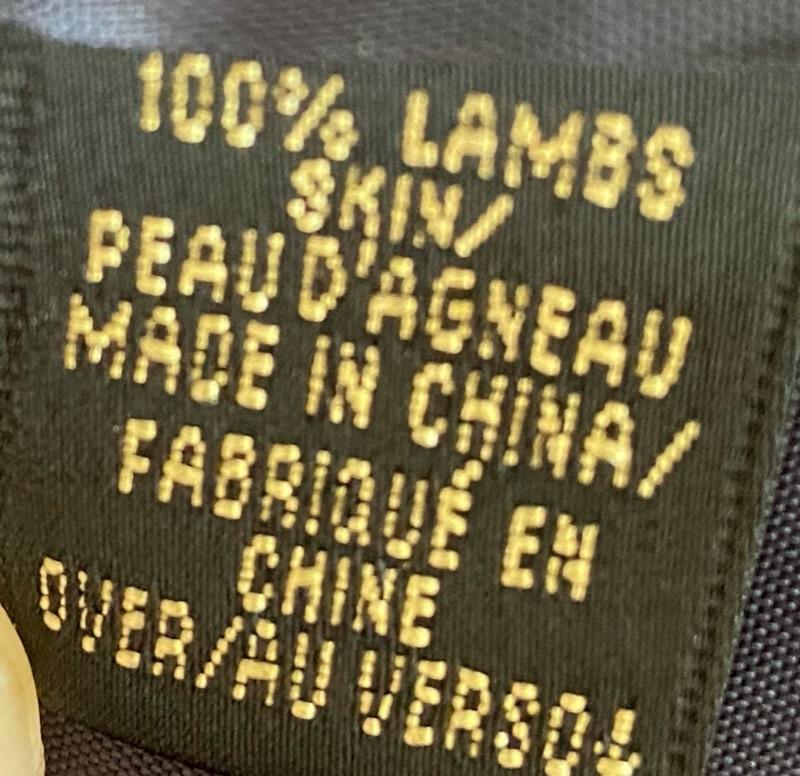 100% LAMBS
SKIN/
PEAU D'AGNEAU
MADE IN CHINA/
FABRIQUÉ EN
CHINE
OVER/AU VERSO